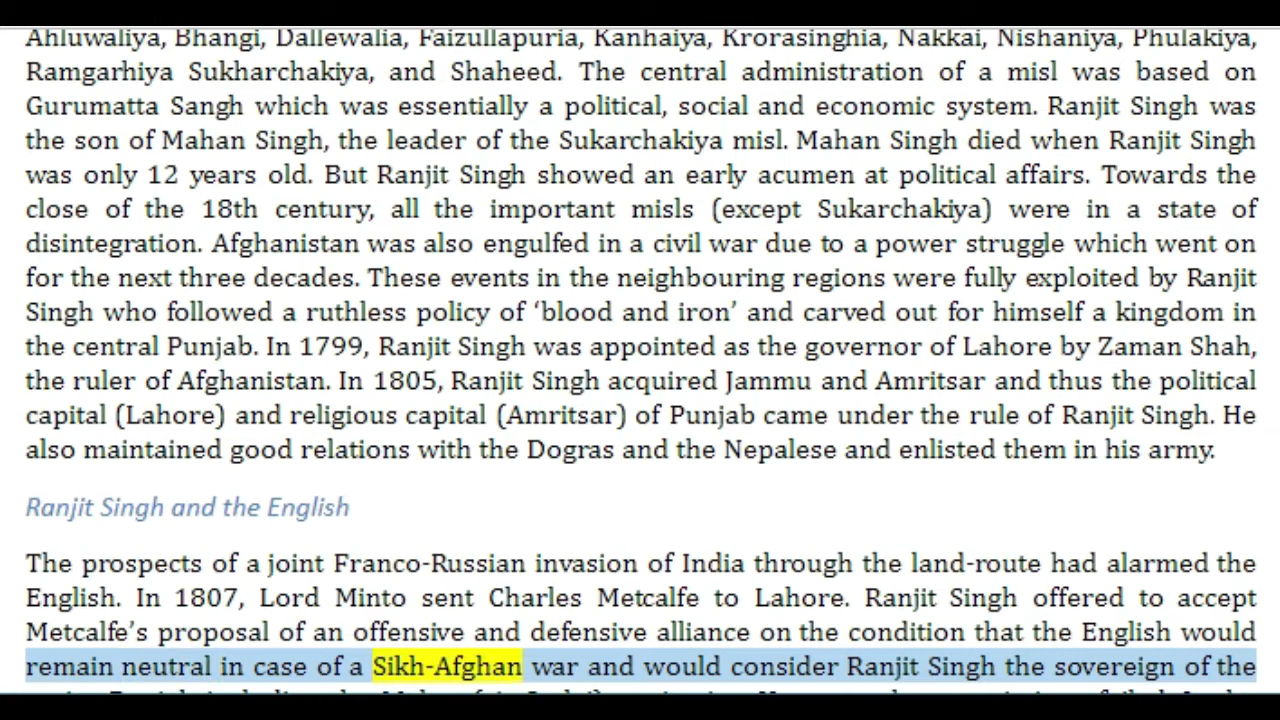 Ahluwaliya, Bhangi, Dallewalia, Faizullapuria, Kanhaiya, Krorasinghia, Nakkai, Nishaniya, Phulakiya,
Ramgarhiya Sukharchakiya, and Shaheed. The central administration of a misl was based on
Gurumatta Sangh which was essentially a political, social and economic system. Ranjit Singh was
the son of Mahan Singh, the leader of the Sukarchakiya misl. Mahan Singh died when Ranjit Singh
was only 12 years old. But Ranjit Singh showed an early acumen at political affairs. Towards the
close of the 18th century, all the important misls (except Sukarchakiya) were in a state of
disintegration. Afghanistan was also engulfed in a civil war due to a power struggle which went on
for the next three decades. These events in the neighbouring regions were fully exploited by Ranjit
Singh who followed a ruthless policy of ‘blood and iron’ and carved out for himself a kingdom in
the central Punjab. In 1799, Ranjit Singh was appointed as the governor of Lahore by Zaman Shah,
the ruler of Afghanistan. In 1805, Ranjit Singh acquired Jammu and Amritsar and thus the political
capital (Lahore) and religious capital (Amritsar) of Punjab came under the rule of Ranjit Singh. He
also maintained good relations with the Dogras and the Nepalese and enlisted them in his army.
Ranjit Singh and the English
The prospects of a joint Franco-Russian invasion of India through the land-route had alarmed the
English. In 1807, Lord Minto sent Charles Metcalfe to Lahore. Ranjit Singh offered to accept
Metcalfe’s proposal of an offensive and defensive alliance on the condition that the English would
remain neutral in case of a Sikh-Afghan war and would consider Ranjit Singh the sovereign of the